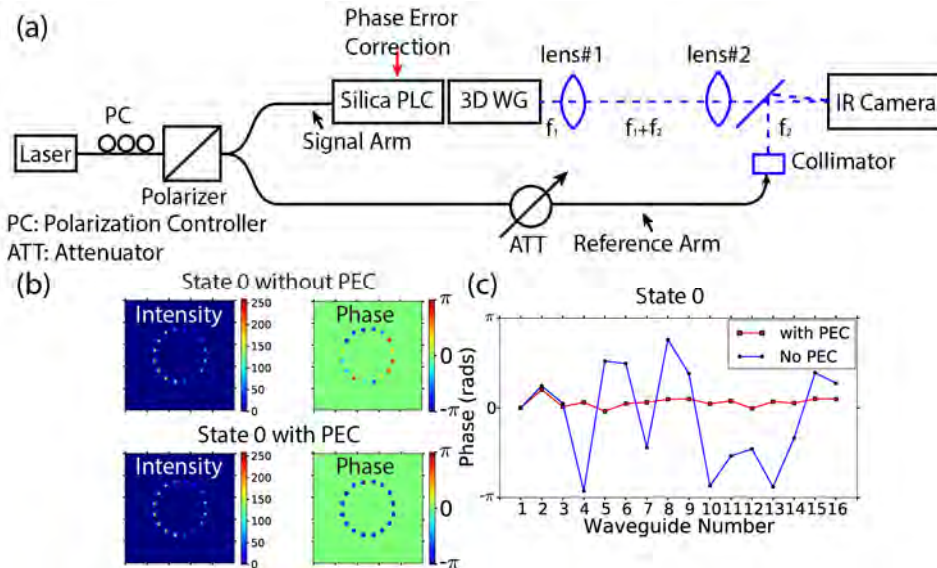 (a)
Phase Error
Correction
lens#1
lens#2
PC
Silica PLC
3D WG
IR Camera
Laser
Signal Arm
f₁
f₁+f₂
f₂
Collimator
Polarizer
PC: Polarization Controller
ATT: Attenuator
ATT
Reference Arm
(b)
State 0 without PEC
Intensity
250
200
150
100
50
0
Phase
π
0
-π
State 0 with PEC
Intensity
250
200
150
100
50
0
Phase
π
0
-π
(c)
State 0
with PEC
No PEC
Phase (rads)
π
0
-π
1 2 3 4 5 6 7 8 9 10 11 12 13 14 15 16
Waveguide Number